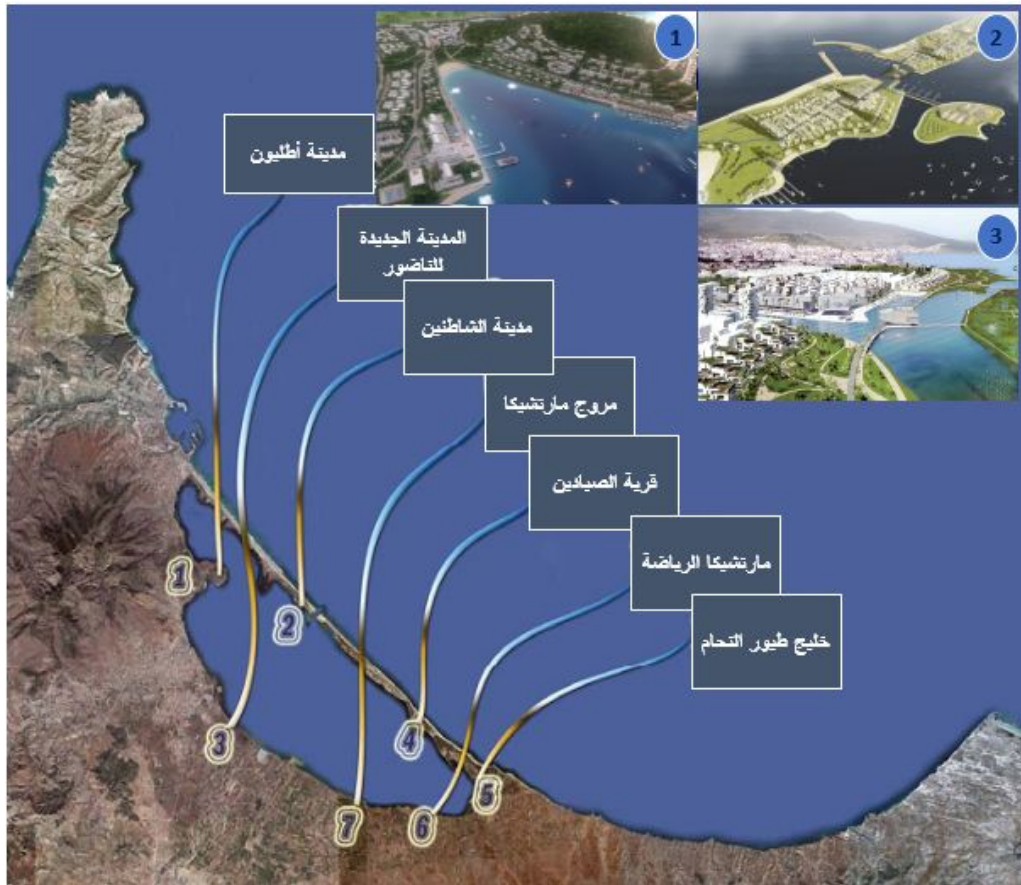 1
2
3
مدينة أطليون
المدينة الجديدة
للناضور
مدينة الشاطئين
مروج مارتشيكا
قرية الصيادين
مارتشيكا الرياضة
خليج طيور النحام
1
2
3
4
5
6
7